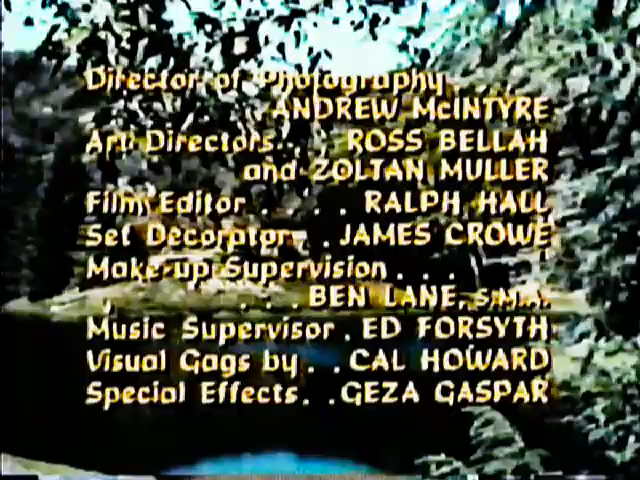 Director of Photography
ANDREW McINTYRE
Art Directors. . . ROSS BELLAH
and ZOLTAN MULLER
Film Editor . . . . RALPH HALL
Set Decorator. . .JAMES CROWE
Make-up Supervision . . .
. . . . BEN LANE, S.M.A.
Music Supervisor . ED FORSYTH
Visual Gags by. . .CAL HOWARD
Special Effects. . .GEZA GASPAR